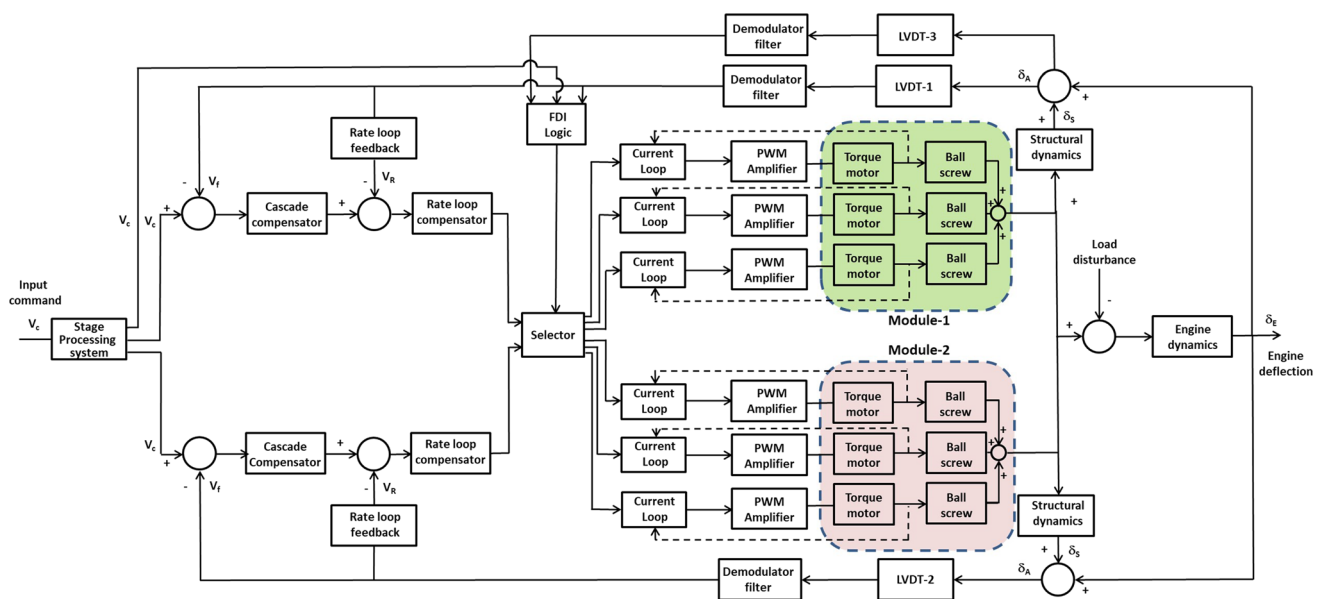 Demodulator
filter
LVDT-3
Demodulator
filter
LVDT-1
δA
+
+
δS
Structural
dynamics
FDI
Logic
Rate loop
feedback
-
Vf
-
VR
Vc
Vc
+
Cascade
compensator
+
Rate loop
compensator
Current
Loop
PWM
Amplifier
Torque
motor
Ball
screw
+
Current
Loop
PWM
Amplifier
Torque
motor
Ball
screw
+
+
Current
Loop
PWM
Amplifier
Torque
motor
Ball
screw
+
Module-1
Load
disturbance
-
Input
command
Vc
Stage
Processing
system
Selector
+
Engine
dynamics
δE
Engine
deflection
Module-2
Current
Loop
PWM
Amplifier
Torque
motor
Ball
screw
+
Vc
+
-
Vf
Cascade
Compensator
+
-
VR
Rate loop
compensator
Current
Loop
PWM
Amplifier
Torque
motor
Ball
screw
+
Current
Loop
PWM
Amplifier
Torque
motor
Ball
screw
+
Rate loop
feedback
Structural
dynamics
+
δS
Demodulator
filter
LVDT-2
δA
+